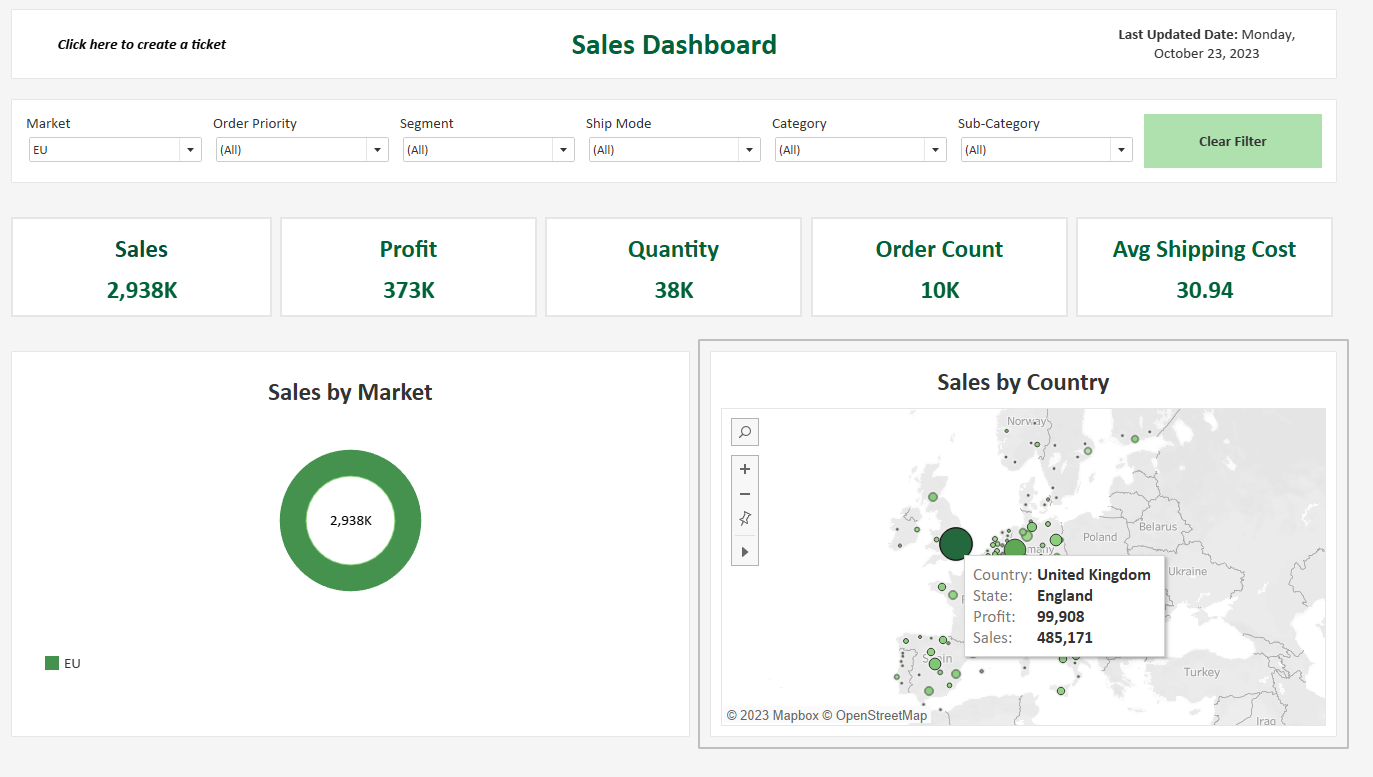 Click here to create a ticket
Sales Dashboard
Last Updated Date: Monday,
October 23, 2023
Market
Order Priority
Segment
Ship Mode
Category
Sub-Category
EU
(All)
(All)
(All)
(All)
(All)
Clear Filter
Sales
2,938K
Profit
373K
Quantity
38K
Order Count
10K
Avg Shipping Cost
30.94
Sales by Market
2,938K
EU
Sales by Country
Norway
Belarus
Poland
many
Ukraine
Country: United Kingdom
State: England
Profit: 99,908
Sales: 485,171
Spain
Turkey
Iraq
© 2023 Mapbox © OpenStreetMap